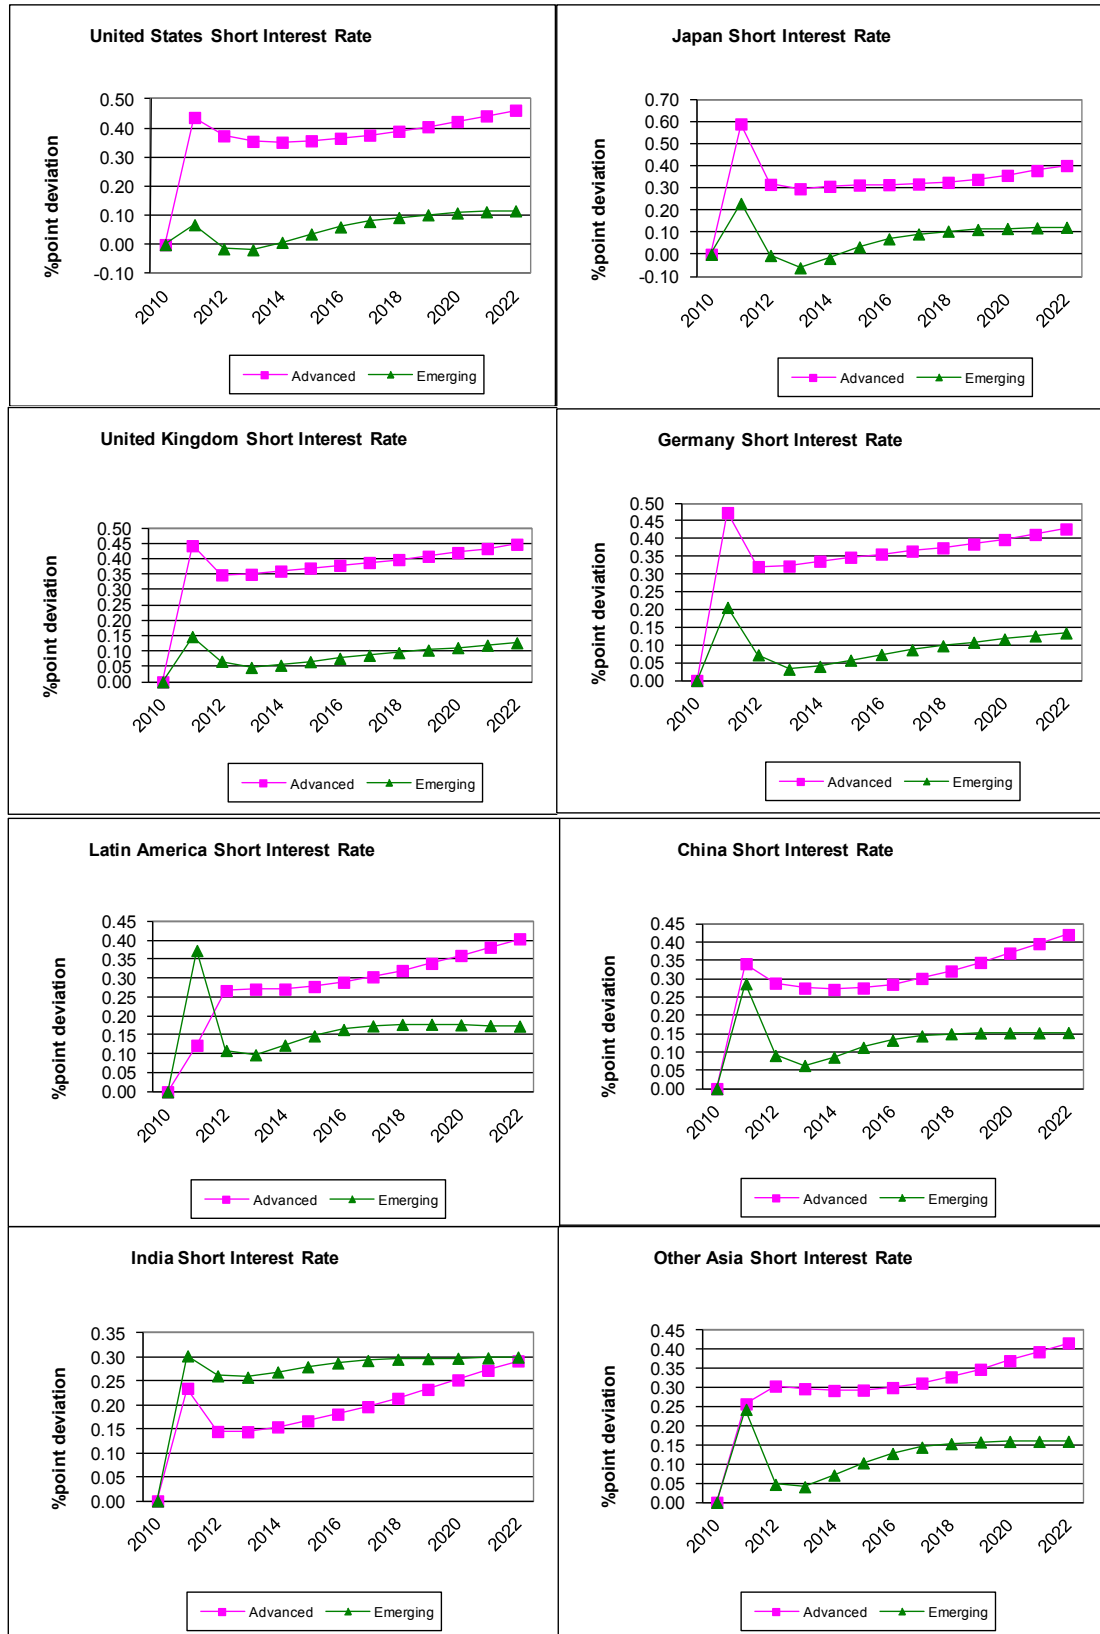 United States Short Interest Rate
%point deviation
0.50
0.40
0.30
0.20
0.10
0.00
-0.10
2010 2012 2014 2016 2018 2020 2022
Advanced Emerging
Japan Short Interest Rate
%point deviation
0.70
0.60
0.50
0.40
0.30
0.20
0.10
0.00
-0.10
2010 2012 2014 2016 2018 2020 2022
Advanced Emerging
United Kingdom Short Interest Rate
%point deviation
0.50
0.45
0.40
0.35
0.30
0.25
0.20
0.15
0.10
0.05
0.00
2010 2012 2014 2016 2018 2020 2022
Advanced Emerging
Germany Short Interest Rate
%point deviation
0.50
0.45
0.40
0.35
0.30
0.25
0.20
0.15
0.10
0.05
0.00
2010 2012 2014 2016 2018 2020 2022
Advanced Emerging
Latin America Short Interest Rate
%point deviation
0.45
0.40
0.35
0.30
0.25
0.20
0.15
0.10
0.05
0.00
2010 2012 2014 2016 2018 2020 2022
Advanced Emerging
China Short Interest Rate
%point deviation
0.45
0.40
0.35
0.30
0.25
0.20
0.15
0.10
0.05
0.00
2010 2012 2014 2016 2018 2020 2022
Advanced Emerging
India Short Interest Rate
%point deviation
0.35
0.30
0.25
0.20
0.15
0.10
0.05
0.00
2010 2012 2014 2016 2018 2020 2022
Advanced Emerging
Other Asia Short Interest Rate
%point deviation
0.45
0.40
0.35
0.30
0.25
0.20
0.15
0.10
0.05
0.00
2010 2012 2014 2016 2018 2020 2022
Advanced Emerging